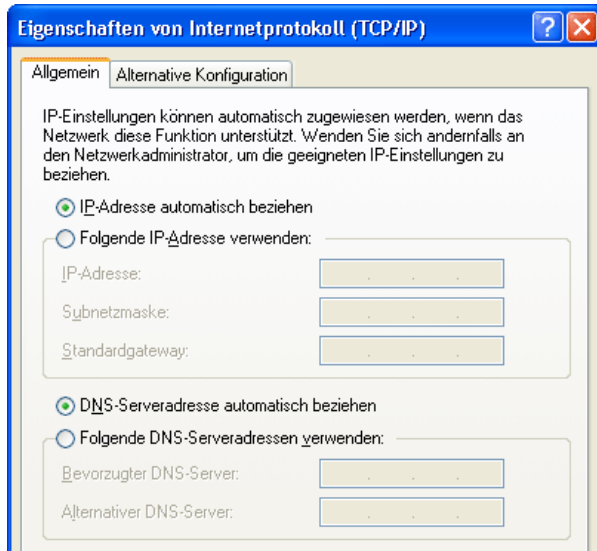 Eigenschaften von Internetprotokoll (TCP/IP)
Allgemein
Alternative Konfiguration
IP-Einstellungen können automatisch zugewiesen werden, wenn das
Netzwerk diese Funktion unterstützt. Wenden Sie sich andernfalls an
den Netzwerkadministrator, um die geeigneten IP-Einstellungen zu
beziehen.
IP-Adresse automatisch beziehen
Folgende IP-Adresse verwenden:
IP-Adresse:
Subnetzmaske:
Standardgateway:
DNS-Serveradresse automatisch beziehen
Folgende DNS-Serveradressen verwenden:
Bevorzugter DNS-Server:
Alternativer DNS-Server: